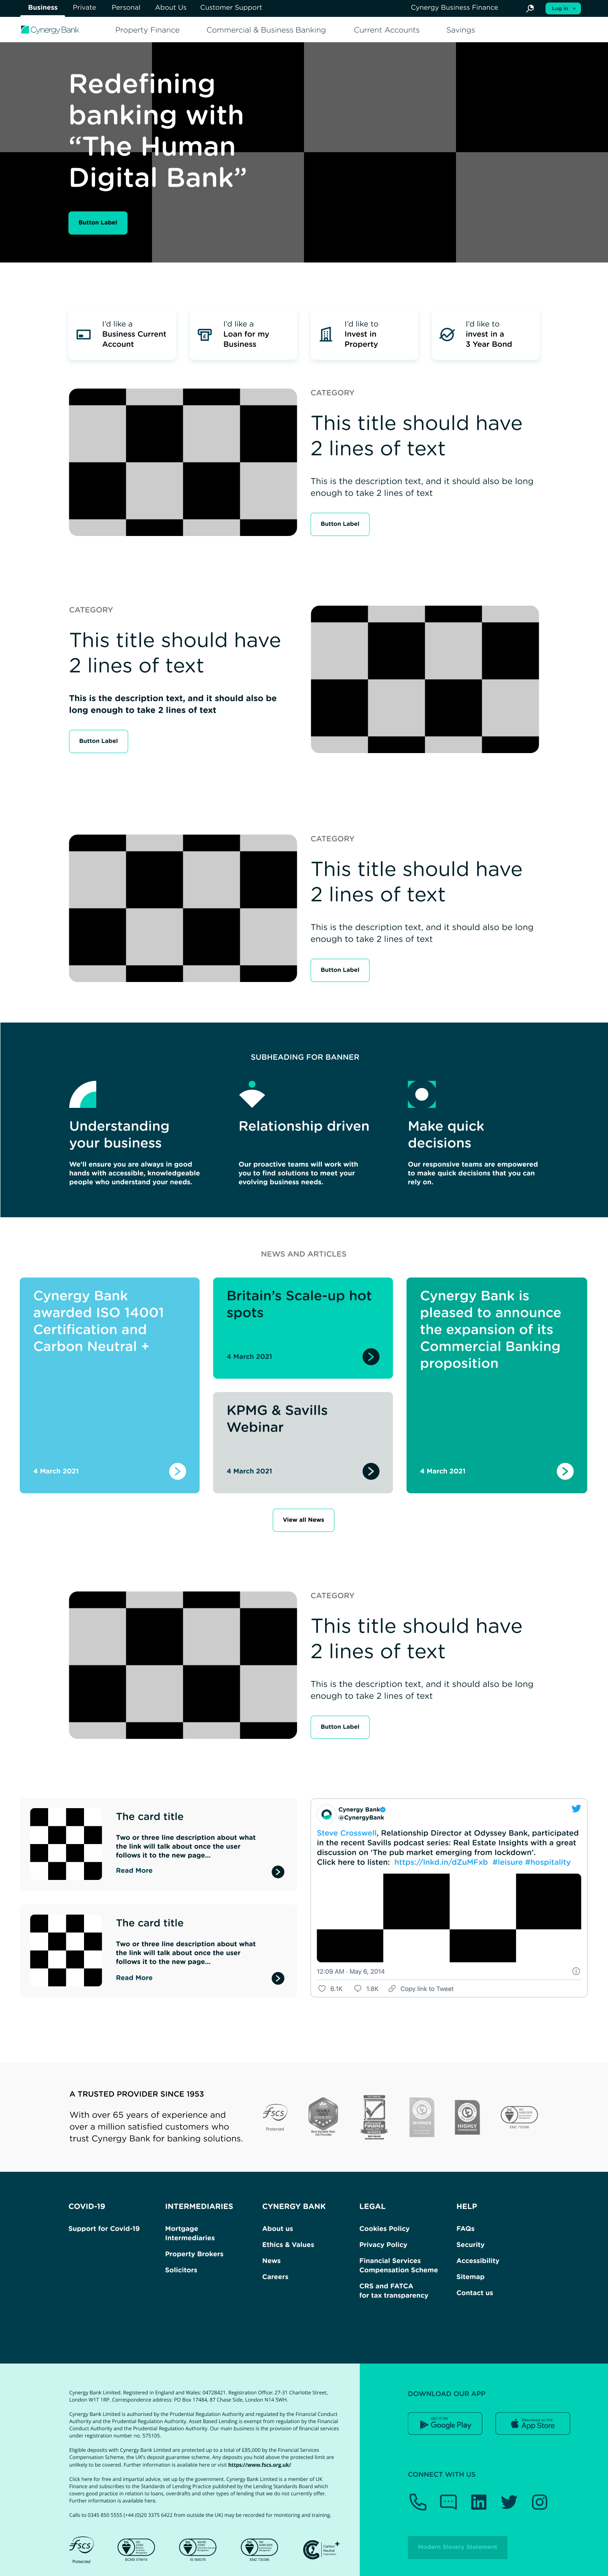 Business Private Personal About Us Customer Support Cynergy Business Finance Log in
Cynergy Bank Property Finance Commercial & Business Banking Current Accounts Savings
Redefining
banking with
“The Human
Digital Bank”
Button Label
I’d like a
Business Current
Account
I’d like a
Loan for my
Business
I’d like to
Invest in
Property
I’d like to
invest in a
3 Year Bond
CATEGORY
This title should have
2 lines of text
This is the description text, and it should also be long
enough to take 2 lines of text
Button Label
CATEGORY
This title should have
2 lines of text
This is the description text, and it should also be
long enough to take 2 lines of text
Button Label
CATEGORY
This title should have
2 lines of text
This is the description text, and it should also be long
enough to take 2 lines of text
Button Label
SUBHEADING FOR BANNER
Understanding
your business
We’ll ensure you are always in good
hands with accessible, knowledgeable
people who understand your needs.
Relationship driven
Our proactive teams will work with
you to find solutions to meet your
evolving business needs.
Make quick
decisions
Our responsive teams are empowered
to make quick decisions that you can
rely on.
NEWS AND ARTICLES
Cynergy Bank
awarded ISO 14001
Certification and
Carbon Neutral +
4 March 2021
Britain’s Scale-up hot
spots
4 March 2021
KPMG & Savills
Webinar
4 March 2021
Cynergy Bank is
pleased to announce
the expansion of its
Commercial Banking
proposition
4 March 2021
View all News
CATEGORY
This title should have
2 lines of text
This is the description text, and it should also be long
enough to take 2 lines of text
Button Label
The card title
Two or three line description about what
the link will talk about once the user
follows it to the new page...
Read More
The card title
Two or three line description about what
the link will talk about once the user
follows it to the new page...
Read More
Cynergy Bank
@CynergyBank
Steve Crosswell, Relationship Director at Odyssey Bank, participated
in the recent Savills podcast series: Real Estate Insights with a great
discussion on 'The pub market emerging from lockdown'.
Click here to listen: https://lnkd.in/dZuMFxb #leisure #hospitality
12:09 AM · May 6, 2014
6.1K 1.8K Copy link to Tweet
A TRUSTED PROVIDER SINCE 1953
With over 65 years of experience and
over a million satisfied customers who
trust Cynergy Bank for banking solutions.
fscs
Protected
WINNER
HIGHLY
COVID-19
Support for Covid-19
INTERMEDIARIES
Mortgage
Intermediaries
Property Brokers
Solicitors
CYNERGY BANK
About us
Ethics & Values
News
Careers
LEGAL
Cookies Policy
Privacy Policy
Financial Services
Compensation Scheme
CRS and FATCA
for tax transparency
HELP
FAQs
Security
Accessibility
Sitemap
Contact us
Cynergy Bank Limited. Registered in England and Wales: 04728421. Registration Office: 27-31 Charlotte Street,
London W1T 1RP. Correspondence address: PO Box 17484, 87 Chase Side, London N14 5WH.
Cynergy Bank Limited is authorised by the Prudential Regulation Authority and regulated by the Financial Conduct
Authority and the Prudential Regulation Authority. Asset Based Lending is exempt from regulation by the Financial
Conduct Authority and the Prudential Regulation Authority. Our main business is the provision of financial services
under registration number no. 575105.
Eligible deposits with Cynergy Bank Limited are protected up to a total of £85,000 by the Financial Services
Compensation Scheme, the UK's deposit guarantee scheme. Any deposits you hold above the protected limit are
unlikely to be covered. Further information is available here or visit https://www.fscs.org.uk/
Click here for free and impartial advice, set up by the government. Cynergy Bank Limited is a member of UK
Finance and subscribes to the Standards of Lending Practice published by the Lending Standards Board which
covers good practice in relation to loans, overdrafts and other types of lending that we do not currently offer.
Further information is available here.
Calls to 0345 850 5555 (+44 (0)20 3375 6422 from outside the UK) may be recorded for monitoring and training.
fscs
Protected
Carbon
Neutral
DOWNLOAD OUR APP
GET IT ON
Google Play
Download on the
App Store
CONNECT WITH US
Modern Slavery Statement